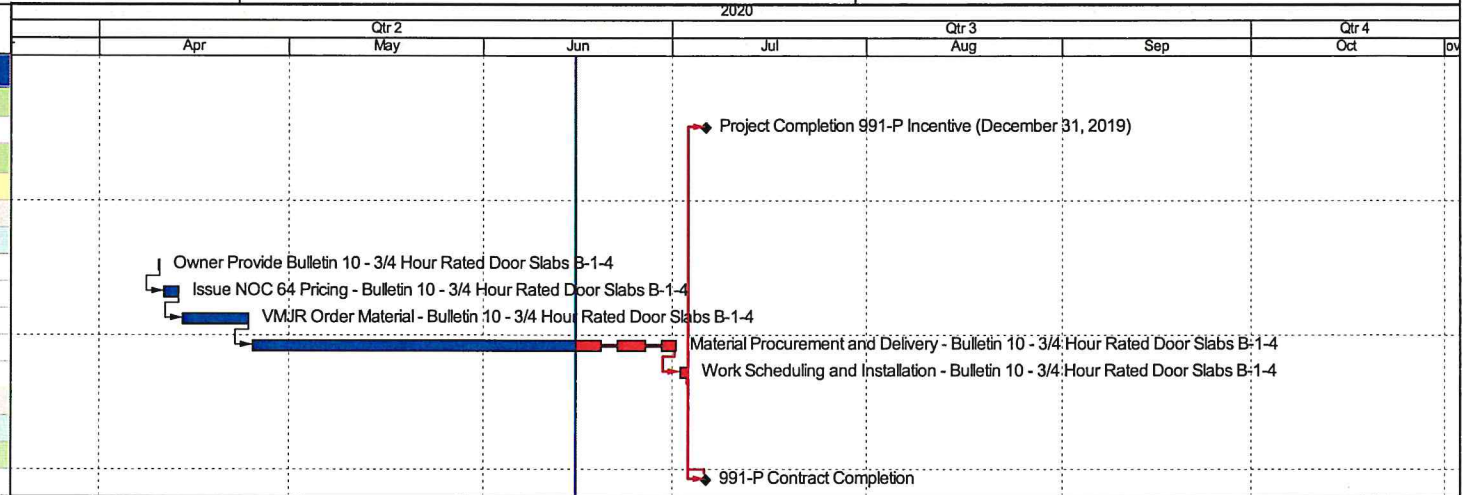 2020
Qtr 2 Qtr 3 Qtr 4
Apr May Jun Jul Aug Sep Oct ov
Project Completion 991-P Incentive (December 31, 2019)
Owner Provide Bulletin 10 - 3/4 Hour Rated Door Slabs B-1-4
Issue NOC 64 Pricing - Bulletin 10 - 3/4 Hour Rated Door Slabs B-1-4
VMJR Order Material - Bulletin 10 - 3/4 Hour Rated Door Slabs B-1-4
Material Procurement and Delivery - Bulletin 10 - 3/4 Hour Rated Door Slabs B-1-4
Work Scheduling and Installation - Bulletin 10 - 3/4 Hour Rated Door Slabs B-1-4
991-P Contract Completion